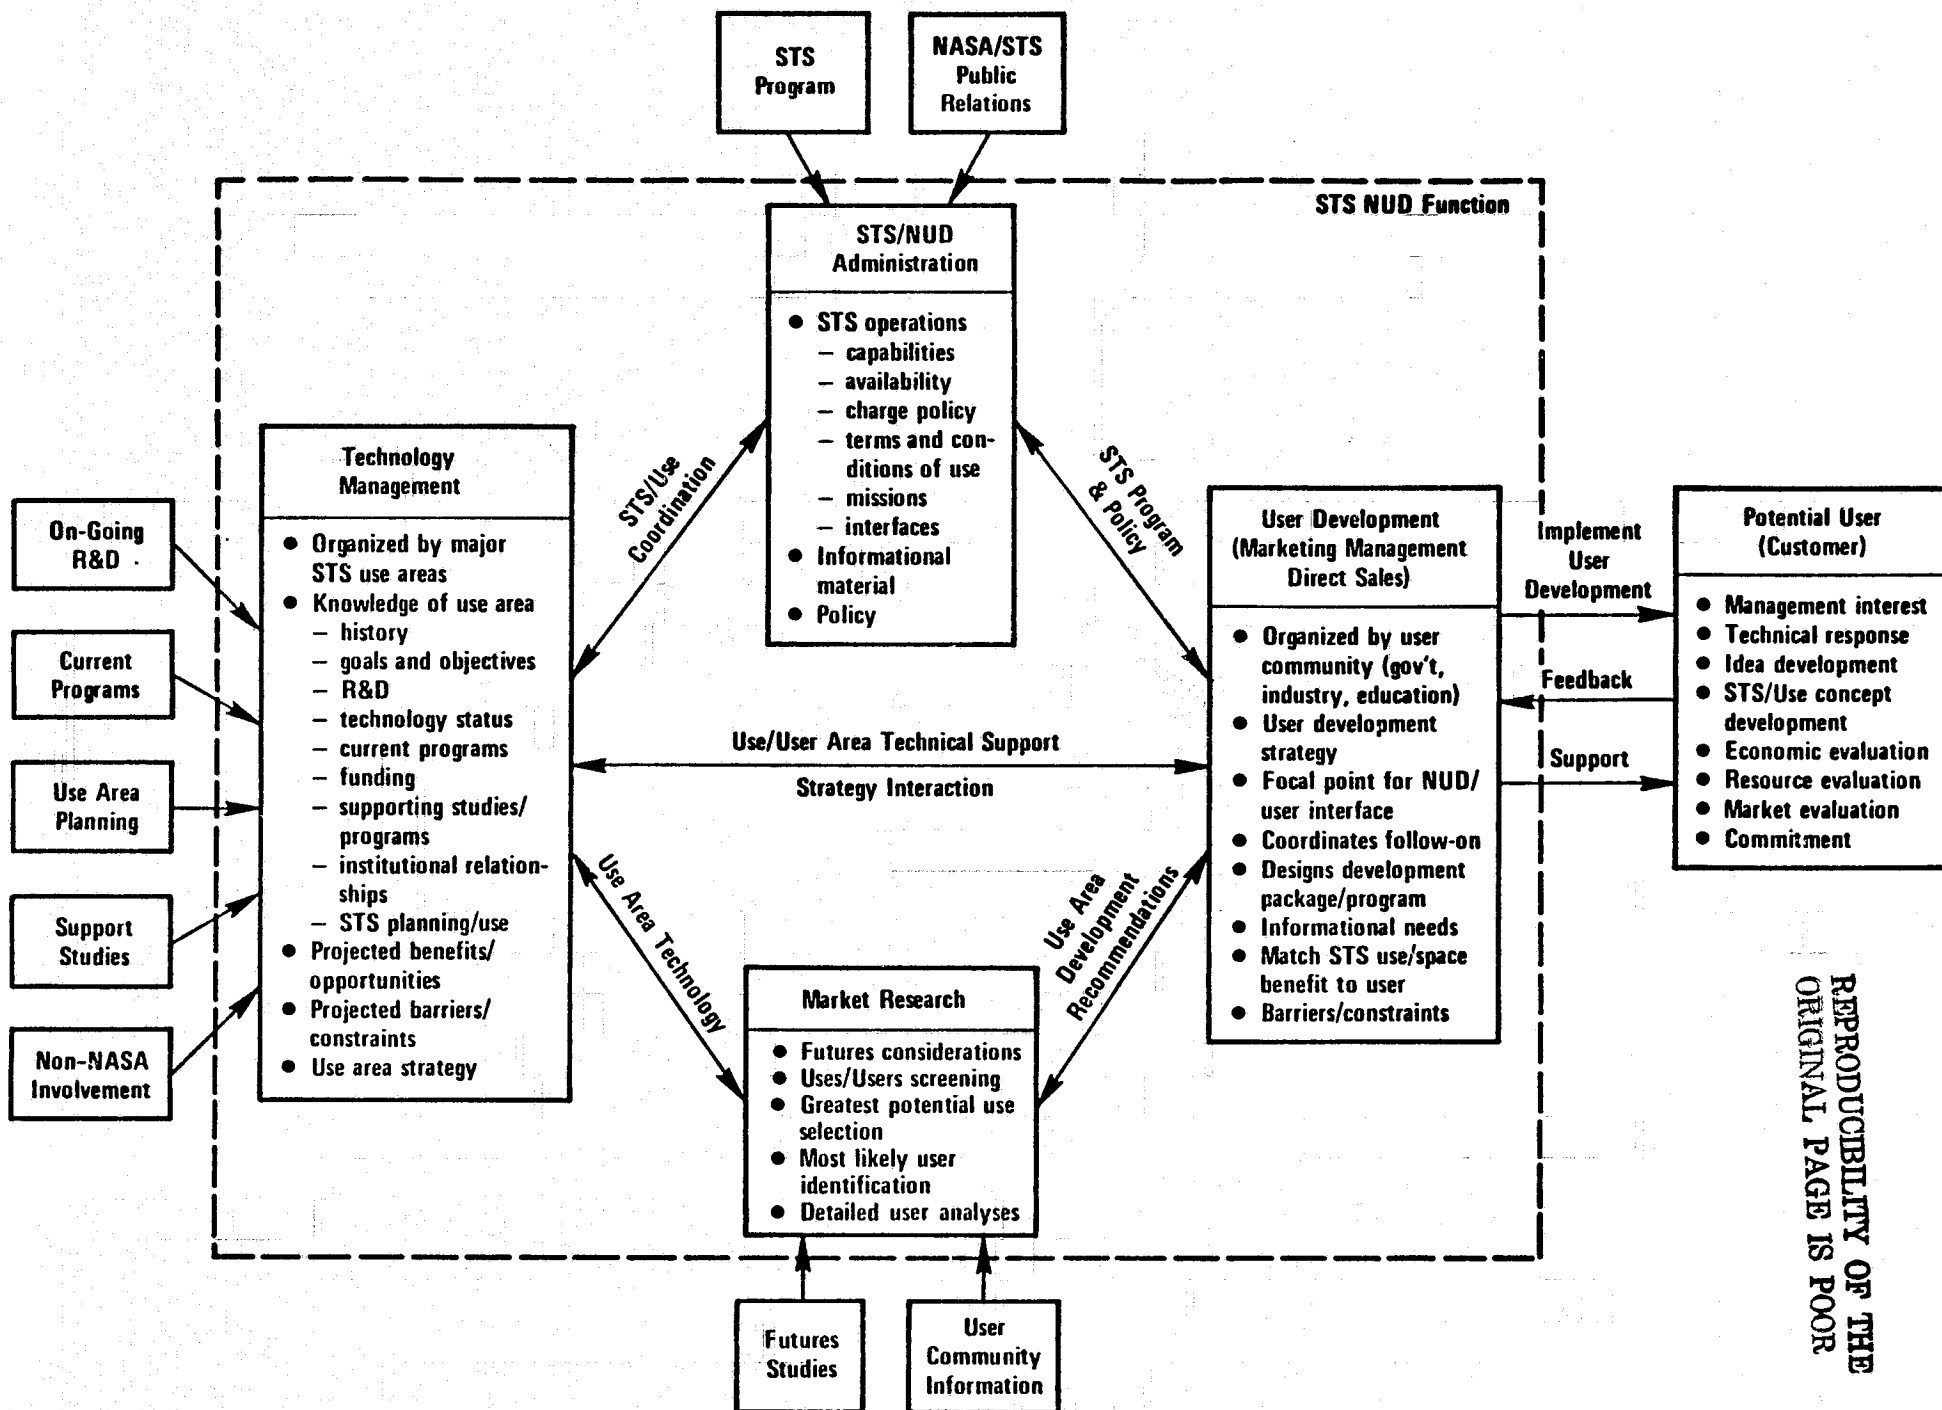 STS
Program
NASA/STS
Public
Relations
STS NUD Function
STS/NUD
Administration
● STS operations
– capabilities
– availability
– charge policy
– terms and con-
ditions of use
– missions
– interfaces
● Informational
material
● Policy
STS/Use
Coordination
STS Program
& Policy
Technology
Management
● Organized by major
STS use areas
● Knowledge of use area
– history
– goals and objectives
– R&D
– technology status
– current programs
– funding
– supporting studies/
programs
– institutional relation-
ships
– STS planning/use
● Projected benefits/
opportunities
● Projected barriers/
constraints
● Use area strategy
On-Going
R&D
Current
Programs
Use Area
Planning
Support
Studies
Non-NASA
Involvement
Use/User Area Technical Support
Strategy Interaction
User Development
(Marketing Management
Direct Sales)
● Organized by user
community (gov't,
industry, education)
● User development
strategy
● Focal point for NUD/
user interface
● Coordinates follow-on
● Designs development
package/program
● Informational needs
● Match STS use/space
benefit to user
● Barriers/constraints
Implement
User
Development
Feedback
Support
Potential User
(Customer)
● Management interest
● Technical response
● Idea development
● STS/Use concept
development
● Economic evaluation
● Resource evaluation
● Market evaluation
● Commitment
Use Area Technology
Use Area
Development
Recommendations
Market Research
● Futures considerations
● Uses/Users screening
● Greatest potential use
selection
● Most likely user
identification
● Detailed user analyses
Futures
Studies
User
Community
Information
REPRODUCIBILITY OF THE
ORIGINAL PAGE IS POOR